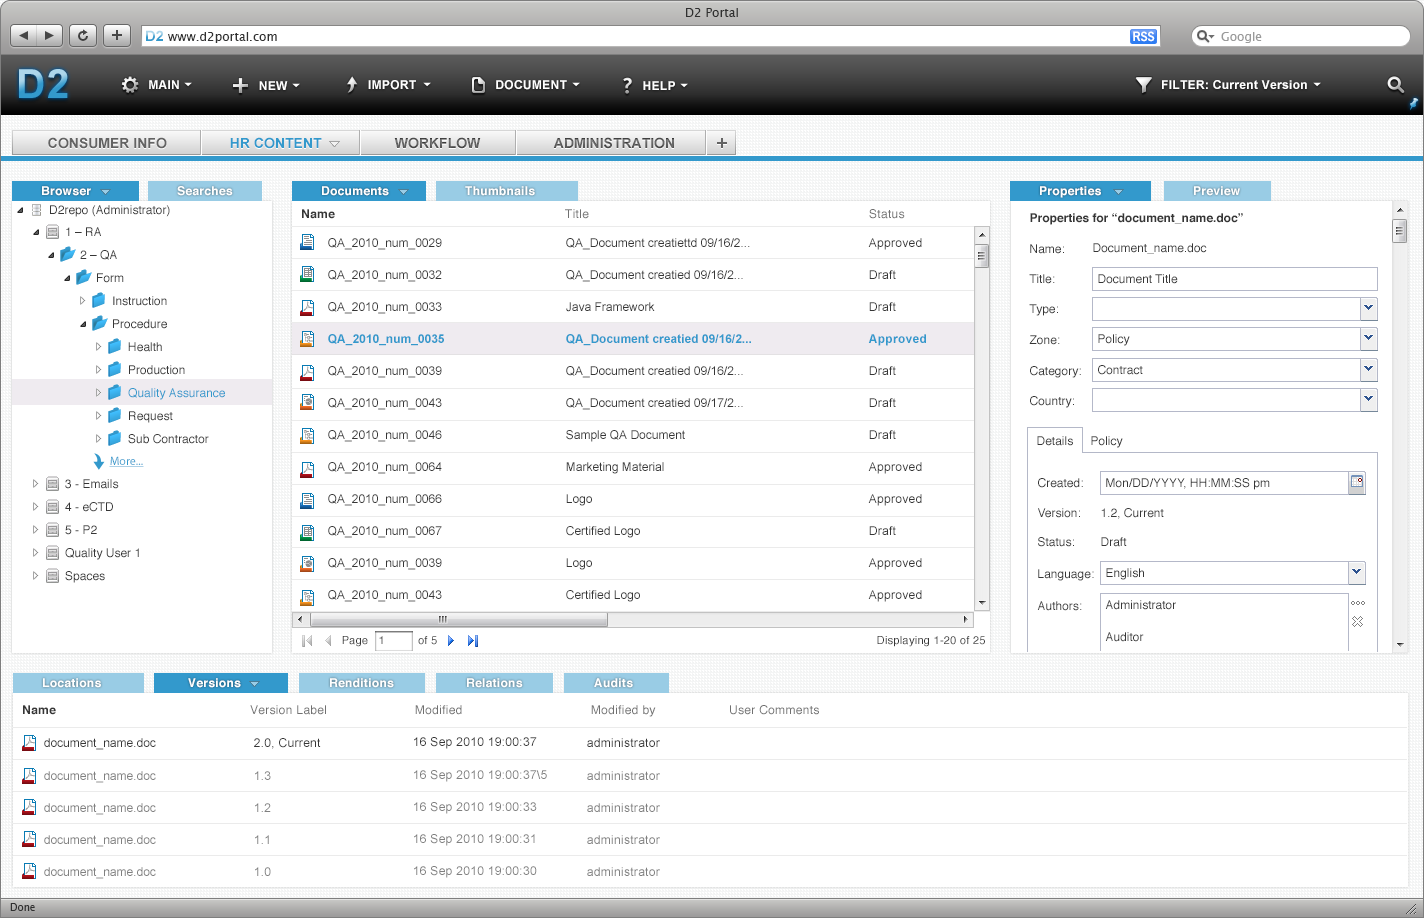 D2 Portal
D2 www.d2portal.com RSS Google
D2 MAIN NEW IMPORT DOCUMENT ? HELP FILTER: Current Version
CONSUMER INFO HR CONTENT WORKFLOW ADMINISTRATION +
Browser Searches
D2repo (Administrator)
1 – RA
2 – QA
Form
Instruction
Procedure
Health
Production
Quality Assurance
Request
Sub Contractor
More...
3 - Emails
4 - eCTD
5 - P2
Quality User 1
Spaces
Documents Thumbnails
Name Title Status
QA_2010_num_0029 QA_Document creatiettd 09/16/2... Approved
QA_2010_num_0032 QA_Document creatied 09/16/2... Draft
QA_2010_num_0033 Java Framework Draft
QA_2010_num_0035 QA_Document creatied 09/16/2... Approved
QA_2010_num_0039 QA_Document creatied 09/16/2... Draft
QA_2010_num_0043 QA_Document creatied 09/17/2... Draft
QA_2010_num_0046 Sample QA Document Draft
QA_2010_num_0064 Marketing Material Approved
QA_2010_num_0066 Logo Approved
QA_2010_num_0067 Certified Logo Draft
QA_2010_num_0039 Logo Approved
QA_2010_num_0043 Certified Logo Approved
Page 1 of 5 Displaying 1-20 of 25
Properties Preview
Properties for “document_name.doc”
Name: Document_name.doc
Title: Document Title
Type:
Zone: Policy
Category: Contract
Country:
Details Policy
Created: Mon/DD/YYYY, HH:MM:SS pm
Version: 1.2, Current
Status: Draft
Language: English
Authors: Administrator
Auditor
Locations Versions Renditions Relations Audits
Name Version Label Modified Modified by User Comments
document_name.doc 2.0, Current 16 Sep 2010 19:00:37 administrator
document_name.doc 1.3 16 Sep 2010 19:00:37\5 administrator
document_name.doc 1.2 16 Sep 2010 19:00:33 administrator
document_name.doc 1.1 16 Sep 2010 19:00:31 administrator
document_name.doc 1.0 16 Sep 2010 19:00:30 administrator
Done